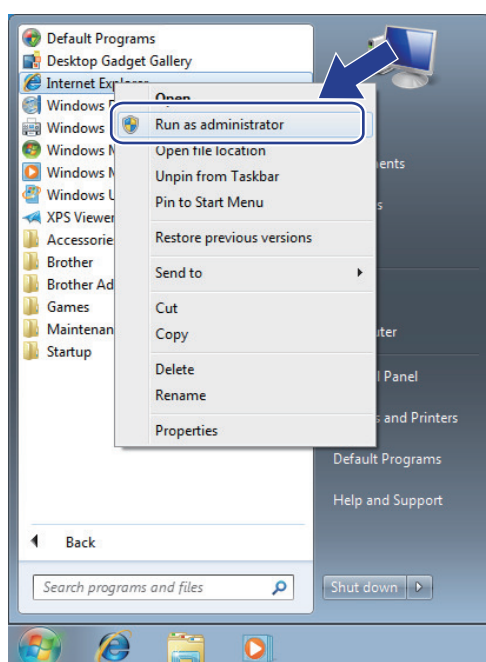 Default Programs
Desktop Gadget Gallery
Internet Explorer
Windows
Windows
Windows
Windows
Windows
XPS Viewer
Accessorie
Brother
Brother Ad
Games
Maintenan
Startup
Back
Search programs and files
Open
Run as administrator
Open file location
Unpin from Taskbar
Pin to Start Menu
Restore previous versions
Send to
Cut
Copy
Delete
Rename
Properties
ents
s
uter
l Panel
s and Printers
Default Programs
Help and Support
Shut down